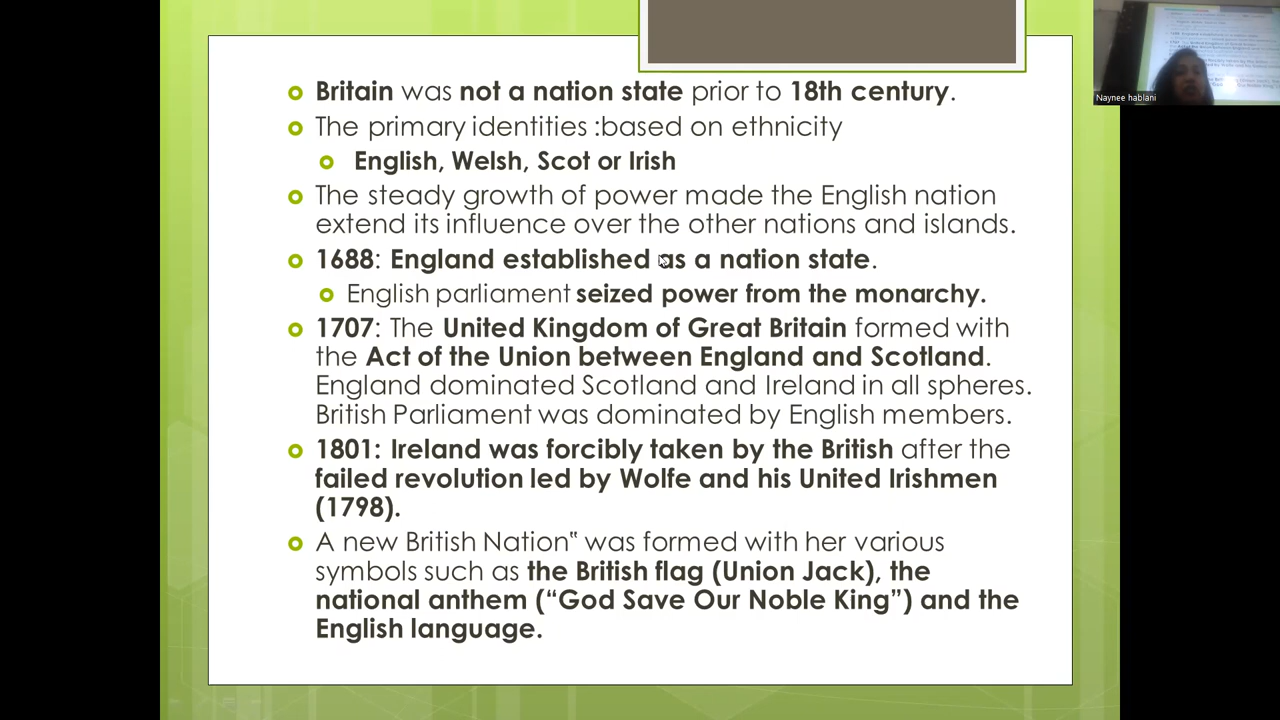 Britain was not a nation state prior to 18th century.
The primary identities :based on ethnicity
English, Welsh, Scot or Irish
The steady growth of power made the English nation
extend its influence over the other nations and islands.
1688: England established as a nation state.
English parliament seized power from the monarchy.
1707: The United Kingdom of Great Britain formed with
the Act of the Union between England and Scotland.
England dominated Scotland and Ireland in all spheres.
British Parliament was dominated by English members.
1801: Ireland was forcibly taken by the British after the
failed revolution led by Wolfe and his United Irishmen
(1798).
A new British Nation‟ was formed with her various
symbols such as the British flag (Union Jack), the
national anthem (“God Save Our Noble King”) and the
English language.
Naynee hablani